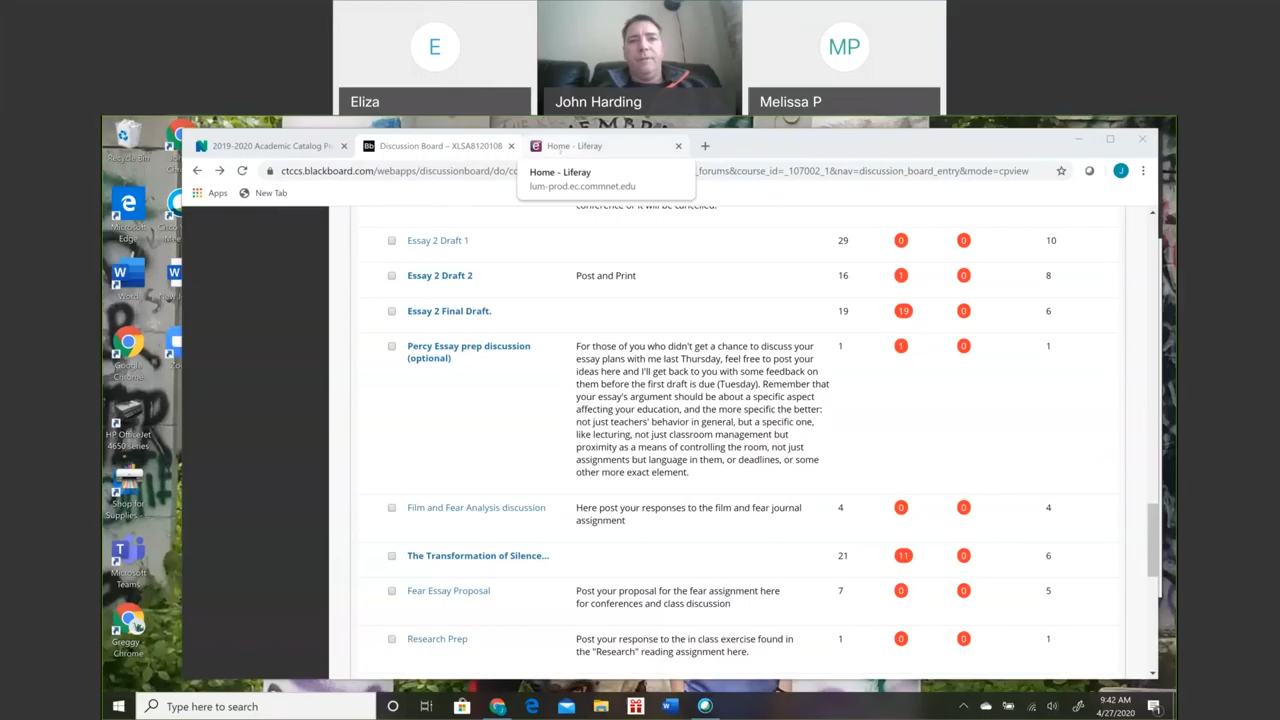 E
MP
Eliza
John Harding
Melissa P
Recycle Bin
Microsoft
Edge
Word
Google
Chrome
HP OfficeJet
4650 series
Shop for
Supplies
Microsoft
Teams
Greggy -
Chrome
2019-2020 Academic Catalog Pr
Bb
Discussion Board – XLSA8120108
Home - Liferay
ctccs.blackboard.com/webapps/discussionboard/do/cc
_forums&course_id=_107002_1&nav=discussion_board_entry&mode=cpview
J
Home - Liferay
lum-prod.ec.commnet.edu
Apps
New Tab
conference or it will be cancelled.
Essay 2 Draft 1
29
0
0
10
Essay 2 Draft 2
Post and Print
16
1
0
8
Essay 2 Final Draft.
19
19
0
6
Percy Essay prep discussion
(optional)
For those of you who didn't get a chance to discuss your
essay plans with me last Thursday, feel free to post your
ideas here and I'll get back to you with some feedback on
them before the first draft is due (Tuesday). Remember that
your essay's argument should be about a specific aspect
affecting your education, and the more specific the better:
not just teachers' behavior in general, but a specific one,
like lecturing, not just classroom management but
proximity as a means of controlling the room, not just
assignments but language in them, or deadlines, or some
other more exact element.
1
1
0
1
Film and Fear Analysis discussion
Here post your responses to the film and fear journal
assignment
4
0
0
4
The Transformation of Silence...
21
11
0
6
Fear Essay Proposal
Post your proposal for the fear assignment here
for conferences and class discussion
7
0
0
5
Research Prep
Post your response to the in class exercise found in
the "Research" reading assignment here.
1
0
0
1
Type here to search
9:42 AM
4/27/2020